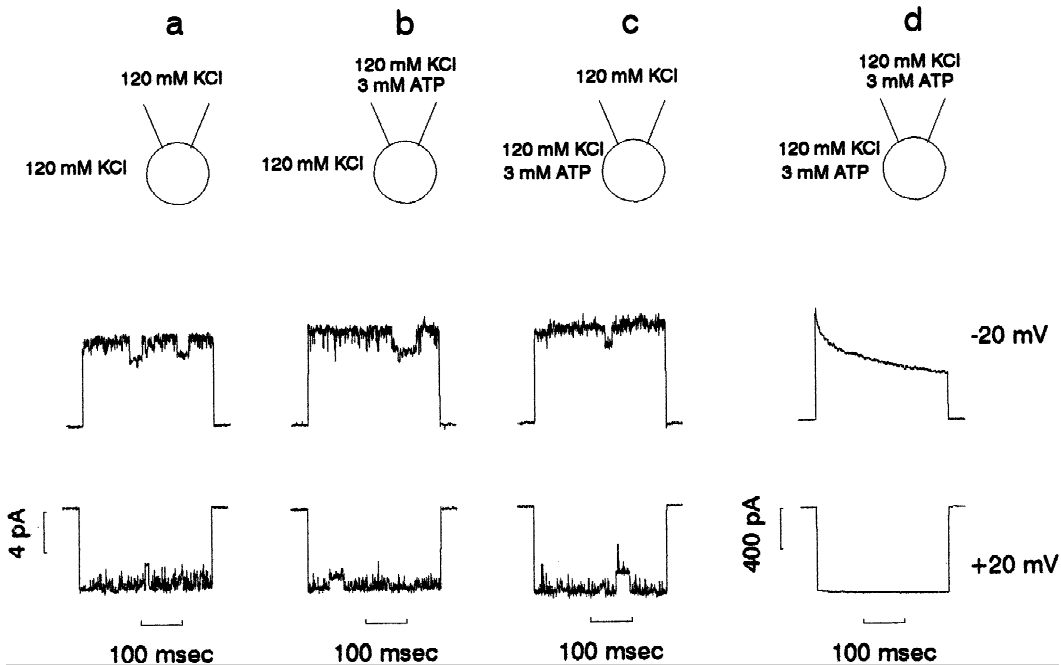 a
b
c
d
120 mM KCl
120 mM KCl
3 mM ATP
120 mM KCl
120 mM KCl
3 mM ATP
120 mM KCl
120 mM KCl
120 mM KCl
3 mM ATP
120 mM KCl
3 mM ATP
-20 mV
4 pA
400 pA
+20 mV
100 msec
100 msec
100 msec
100 msec